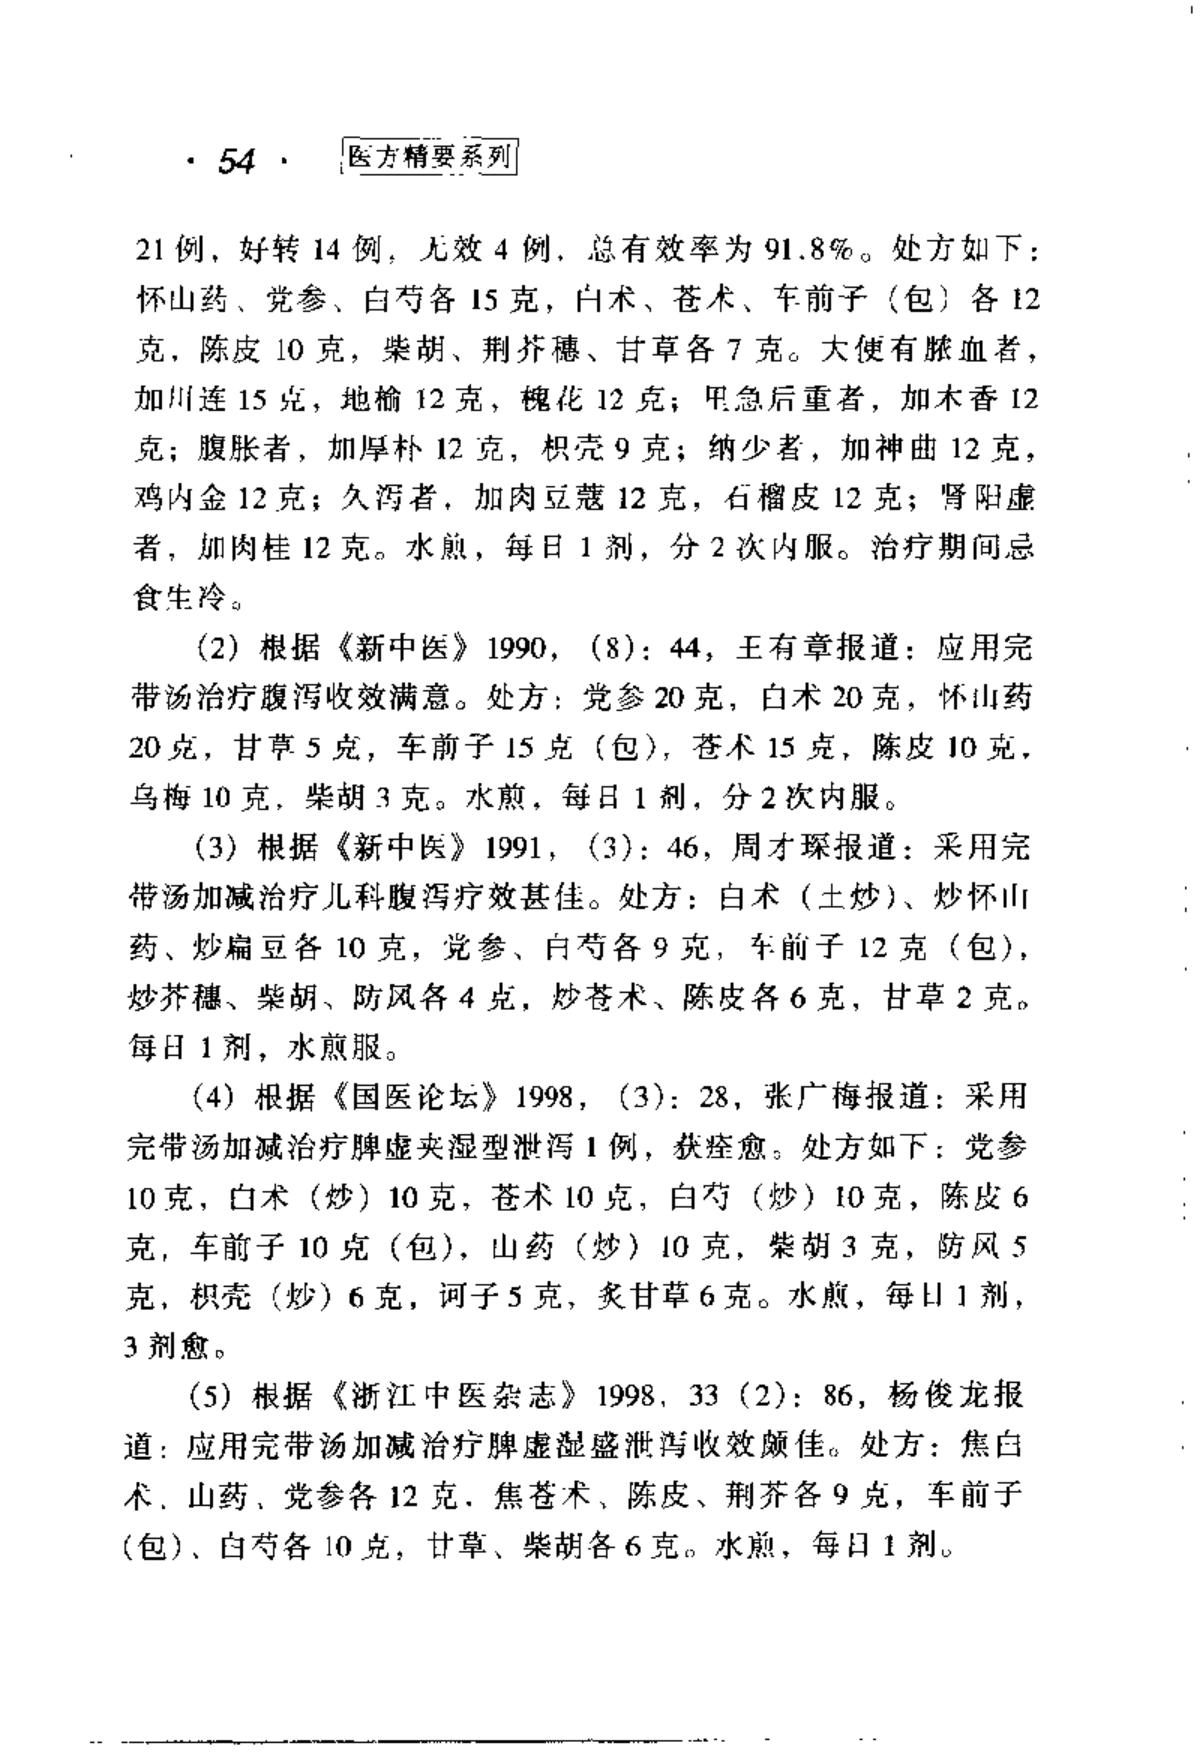 · 54 ·
医方精要系列
21 例，好转 14 例，无效 4 例，总有效率为 91.8%。处方如下：
怀山药、党参、白芍各 15 克，白术、苍术、车前子（包）各 12
克，陈皮 10 克，柴胡、荆芥穗、甘草各 7 克。大便有脓血者，
加川连 15 克，地榆 12 克，槐花 12 克；里急后重者，加木香 12
克；腹胀者，加厚朴 12 克，枳壳 9 克；纳少者，加神曲 12 克，
鸡内金 12 克；久泻者，加肉豆蔻 12 克，石榴皮 12 克；肾阳虚
者，加肉桂 12 克。水煎，每日 1 剂，分 2 次内服。治疗期间忌
食生冷。
（2）根据《新中医》1990，（8）：44，王有章报道：应用完
带汤治疗腹泻收效满意。处方：党参 20 克，白术 20 克，怀山药
20 克，甘草 5 克，车前子 15 克（包），苍术 15 克，陈皮 10 克，
乌梅 10 克，柴胡 3 克。水煎，每日 1 剂，分 2 次内服。
（3）根据《新中医》1991，（3）：46，周才琛报道：采用完
带汤加减治疗儿科腹泻疗效甚佳。处方：白术（土炒）、炒怀山
药、炒扁豆各 10 克，党参、白芍各 9 克，车前子 12 克（包），
炒芥穗、柴胡、防风各 4 克，炒苍术、陈皮各 6 克，甘草 2 克。
每日 1 剂，水煎服。
（4）根据《国医论坛》1998，（3）：28，张广梅报道：采用
完带汤加减治疗脾虚夹湿型泄泻 1 例，获痊愈。处方如下：党参
10 克，白术（炒）10 克，苍术 10 克，白芍（炒）10 克，陈皮 6
克，车前子 10 克（包），山药（炒）10 克，柴胡 3 克，防风 5
克，枳壳（炒）6 克，诃子 5 克，炙甘草 6 克。水煎，每日 1 剂，
3 剂愈。
（5）根据《浙江中医杂志》1998，33（2）：86，杨俊龙报
道：应用完带汤加减治疗脾虚湿盛泄泻收效颇佳。处方：焦白
术、山药、党参各 12 克，焦苍术、陈皮、荆芥各 9 克，车前子
（包）、白芍各 10 克，甘草、柴胡各 6 克。水煎，每日 1 剂。